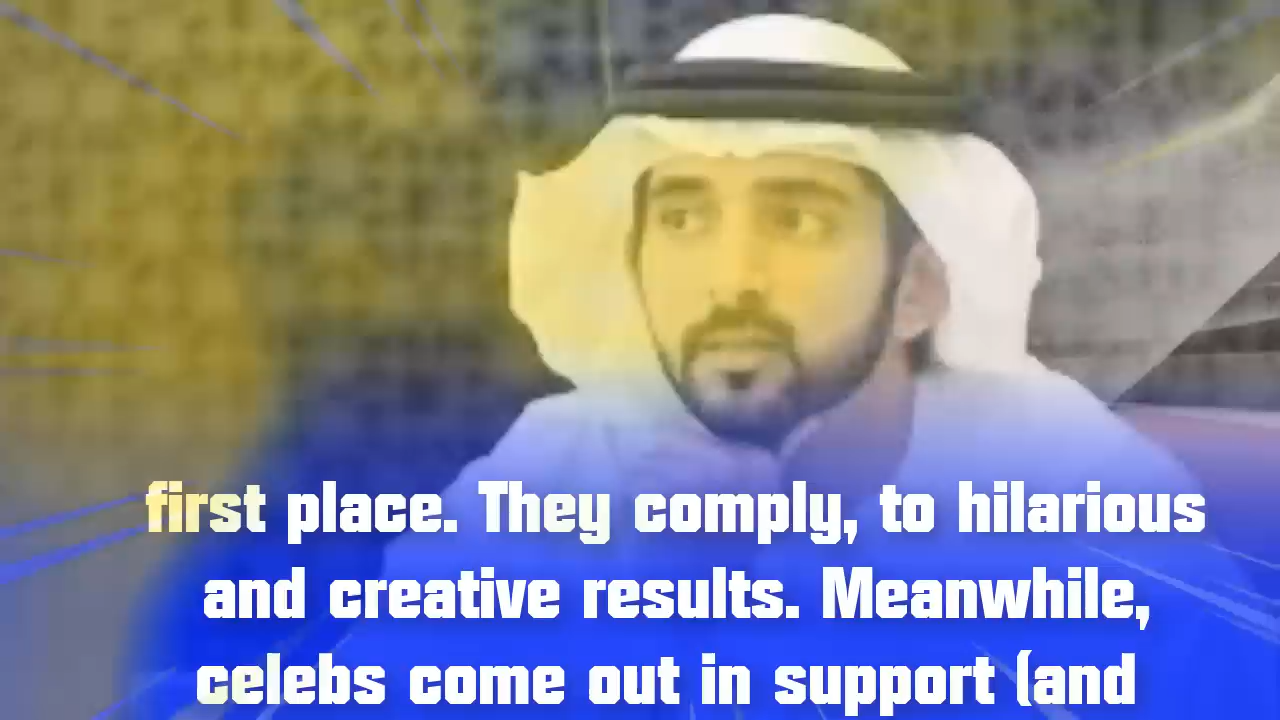 first place. They comply, to hilarious
and creative results. Meanwhile,
celebs come out in support (and